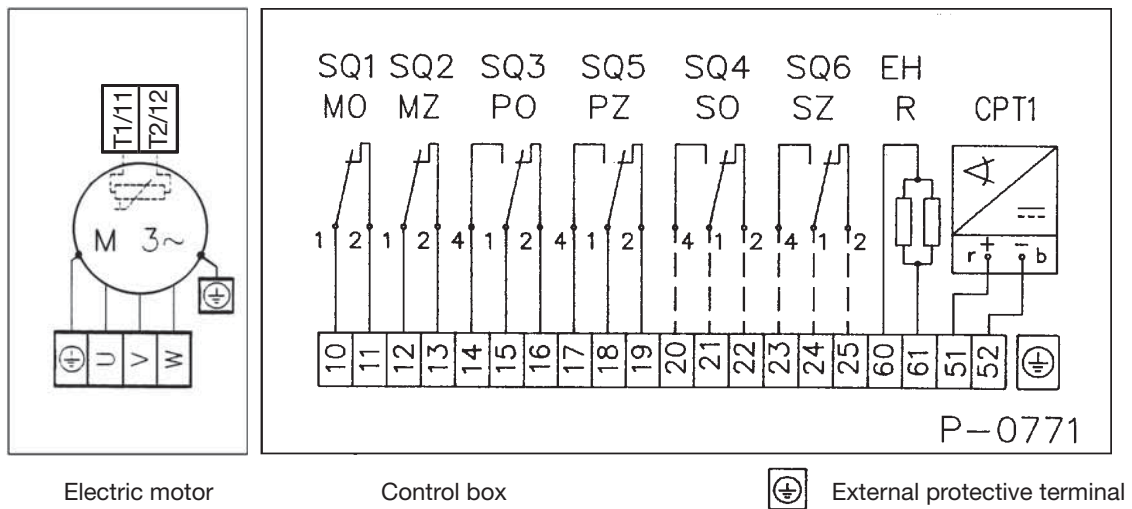 SQ1 SQ2 SQ3 SQ5 SQ4 SQ6 EH
MO MZ PO PZ SO SZ R CPT1
T1/11
T2/12
M 3~
1 2 1 2 4 1 2 4 1 2 4 1 2 4 1 2 r + − b
U V W
10 11 12 13 14 15 16 17 18 19 20 21 22 23 24 25 60 61 51 52
P-0771
Electric motor Control box External protective terminal